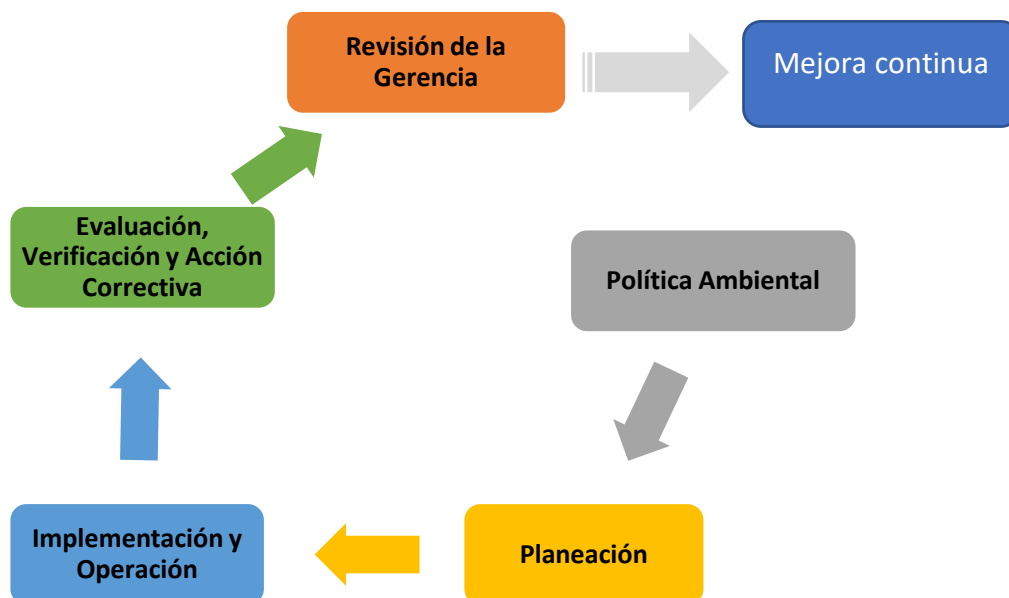 Revisión de la
Gerencia
Mejora continua
Evaluación,
Verificación y Acción
Correctiva
Política Ambiental
Implementación y
Operación
Planeación